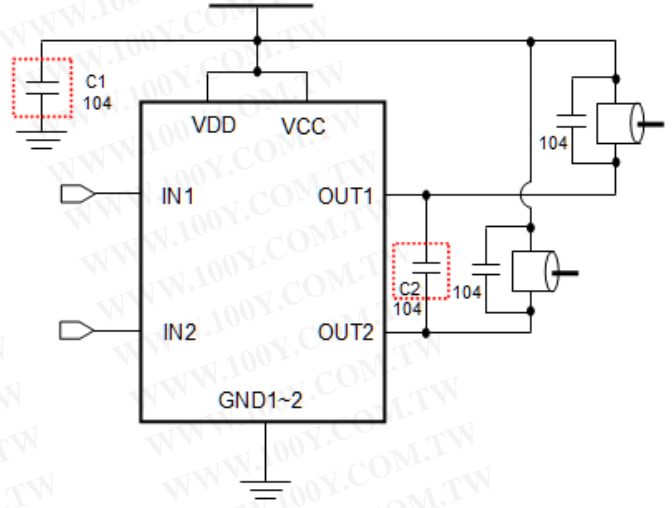 C1
104
VDD VCC
104
IN1 OUT1
C2
104
104
IN2 OUT2
GND1~2
WWW.100Y.COM.TW